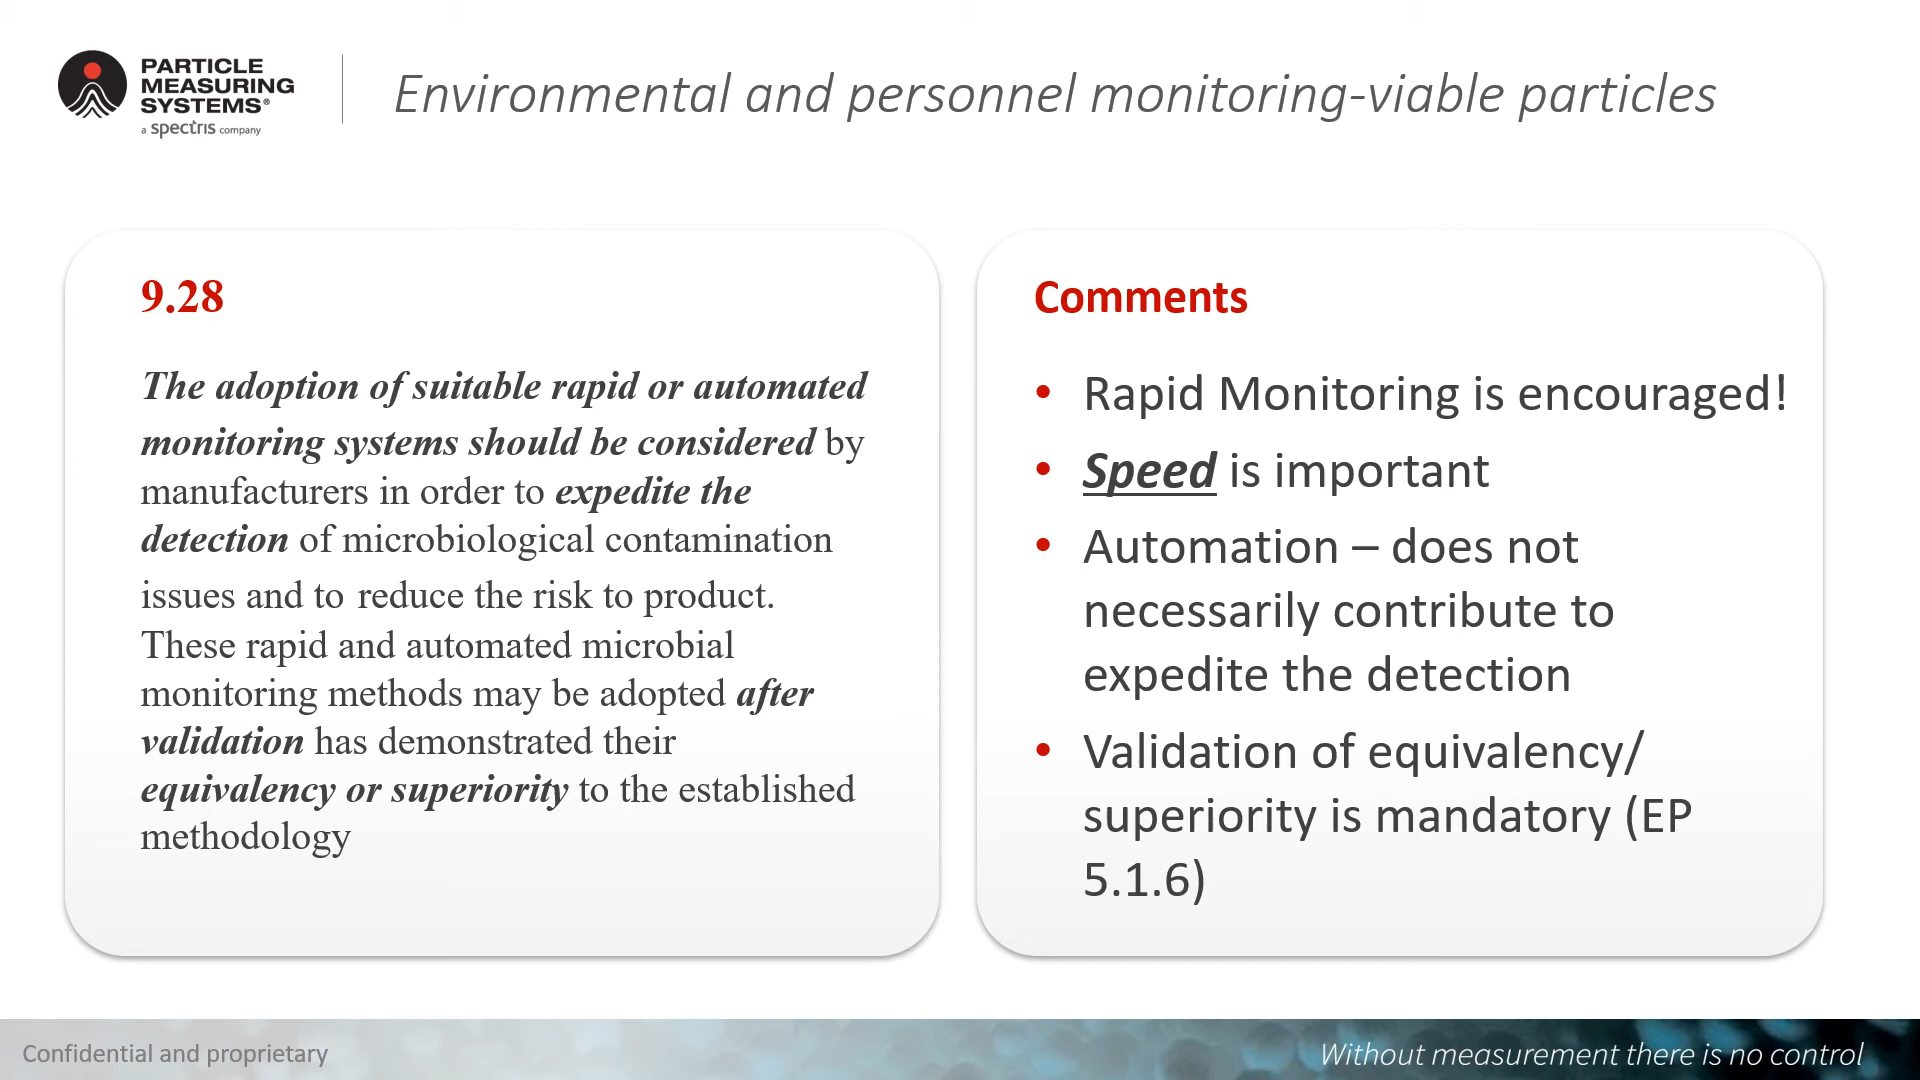 PARTICLE
MEASURING
SYSTEMS®
a spectris company
Environmental and personnel monitoring-viable particles
9.28
The adoption of suitable rapid or automated
monitoring systems should be considered by
manufacturers in order to expedite the
detection of microbiological contamination
issues and to reduce the risk to product.
These rapid and automated microbial
monitoring methods may be adopted after
validation has demonstrated their
equivalency or superiority to the established
methodology
Comments
• Rapid Monitoring is encouraged!
• Speed is important
• Automation – does not
necessarily contribute to
expedite the detection
• Validation of equivalency/
superiority is mandatory (EP
5.1.6)
Confidential and proprietary
Without measurement there is no control